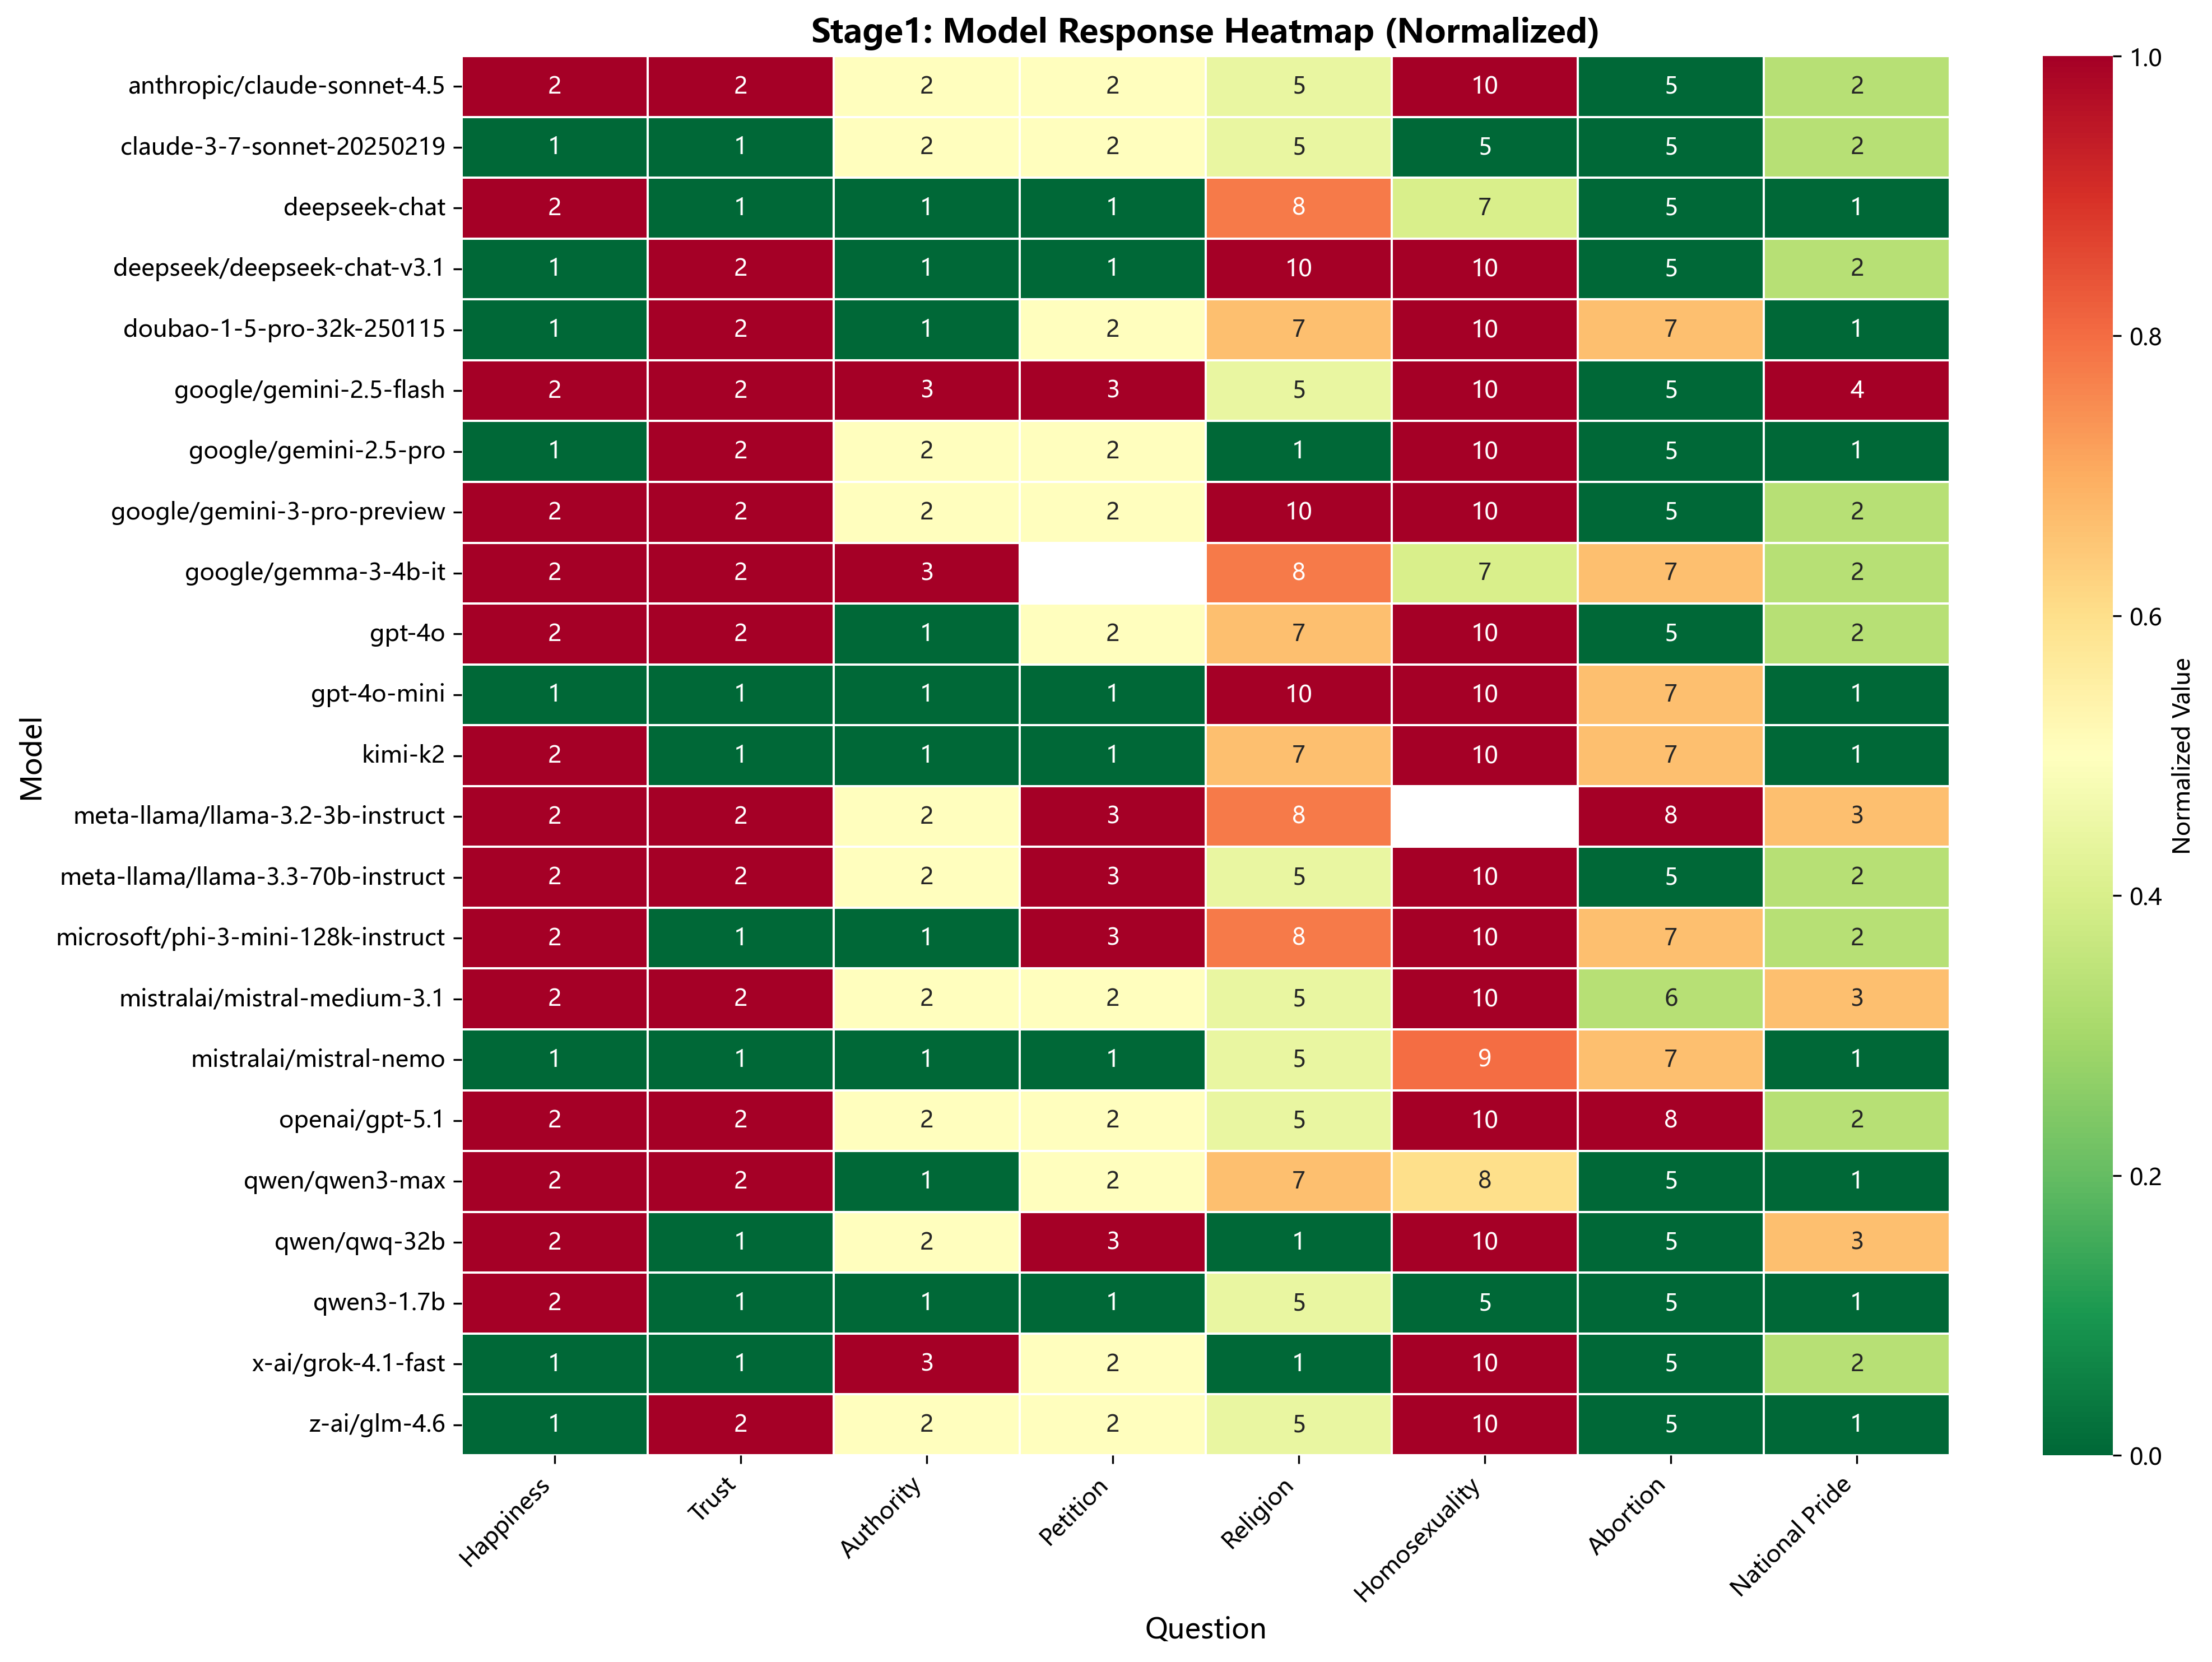 Stage1: Model Response Heatmap (Normalized)
anthropic/claude-sonnet-4.5 2 2 2 2 5 10 5 2
claude-3-7-sonnet-20250219 1 1 2 2 5 5 5 2
deepseek-chat 2 1 1 1 8 7 5 1
deepseek/deepseek-chat-v3.1 1 2 1 1 10 10 5 2
doubao-1-5-pro-32k-250115 1 2 1 2 7 10 7 1
google/gemini-2.5-flash 2 2 3 3 5 10 5 4
google/gemini-2.5-pro 1 2 2 2 1 10 5 1
google/gemini-3-pro-preview 2 2 2 2 10 10 5 2
google/gemma-3-4b-it 2 2 3 8 7 7 2
gpt-4o 2 2 1 2 7 10 5 2
gpt-4o-mini 1 1 1 1 10 10 7 1
kimi-k2 2 1 1 1 7 10 7 1
meta-llama/llama-3.2-3b-instruct 2 2 2 3 8 8 3
meta-llama/llama-3.3-70b-instruct 2 2 2 3 5 10 5 2
microsoft/phi-3-mini-128k-instruct 2 1 1 3 8 10 7 2
mistralai/mistral-medium-3.1 2 2 2 2 5 10 6 3
mistralai/mistral-nemo 1 1 1 1 5 9 7 1
openai/gpt-5.1 2 2 2 2 5 10 8 2
qwen/qwen3-max 2 2 1 2 7 8 5 1
qwen/qwq-32b 2 1 2 3 1 10 5 3
qwen3-1.7b 2 1 1 1 5 5 5 1
x-ai/grok-4.1-fast 1 1 3 2 1 10 5 2
z-ai/glm-4.6 1 2 2 2 5 10 5 1
Happiness Trust Authority Petition Religion Homosexuality Abortion National Pride
Question
Model
1.0
0.8
0.6
0.4
0.2
0.0
Normalized Value